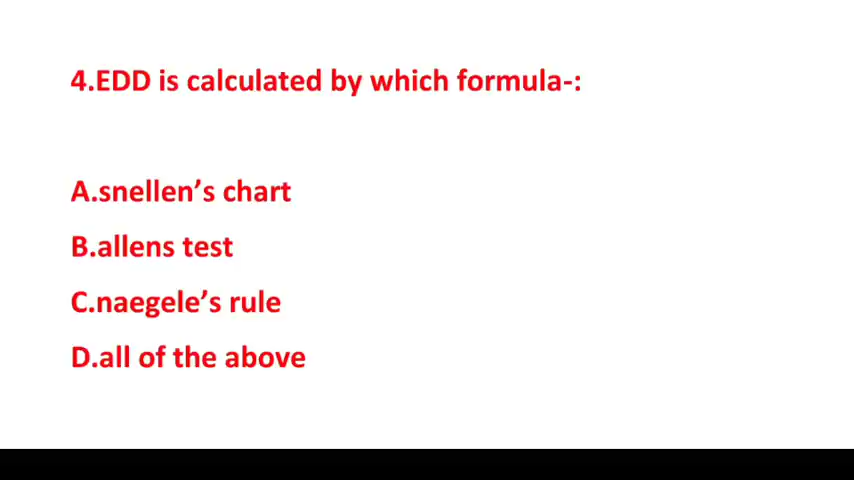 4.EDD is calculated by which formula-:
A.snellen’s chart
B.allens test
C.naegele’s rule
D.all of the above